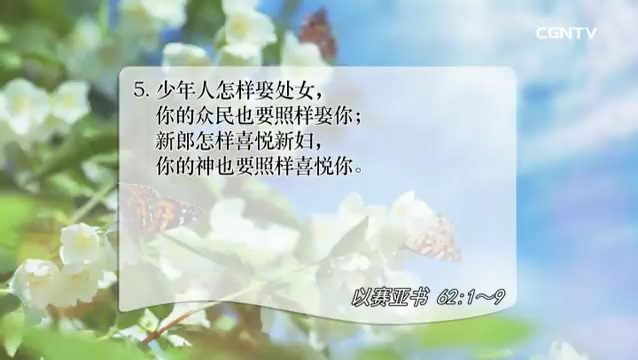 CGNTV
5. 少年人怎样娶处女，
你的众民也要照样娶你；
新郎怎样喜悦新妇，
你的神也要照样喜悦你。
以赛亚书 62:1～9